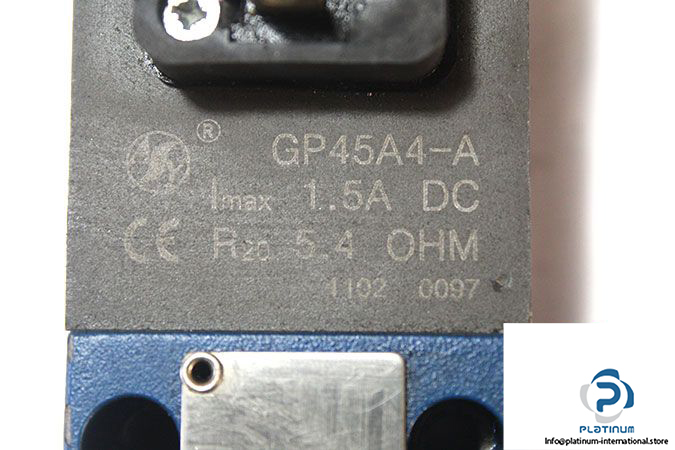 ® GP45A4-A
Imax 1.5A DC
CE R20 5.4 OHM
1102 0097
PLATINUM
Info@platinum-international.store